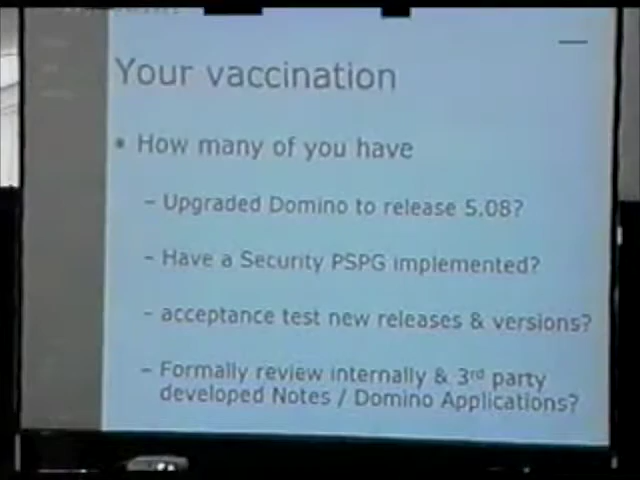 Your vaccination
• How many of you have
– Upgraded Domino to release 5.08?
– Have a Security PSPG implemented?
– acceptance test new releases & versions?
– Formally review internally & 3rd party
developed Notes / Domino Applications?